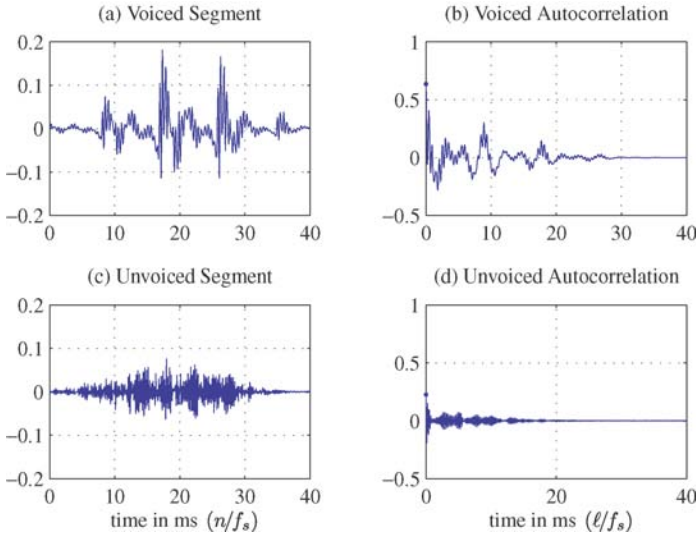 (a) Voiced Segment
0.2
0.1
0
−0.1
−0.2
0 10 20 30 40
(b) Voiced Autocorrelation
1
0.5
0
−0.5
0 10 20 30 40
(c) Unvoiced Segment
0.2
0.1
0
−0.1
−0.2
0 10 20 30 40
time in ms (n/fs)
(d) Unvoiced Autocorrelation
1
0.5
0
−0.5
0 10 20 30 40
time in ms (ℓ/fs)